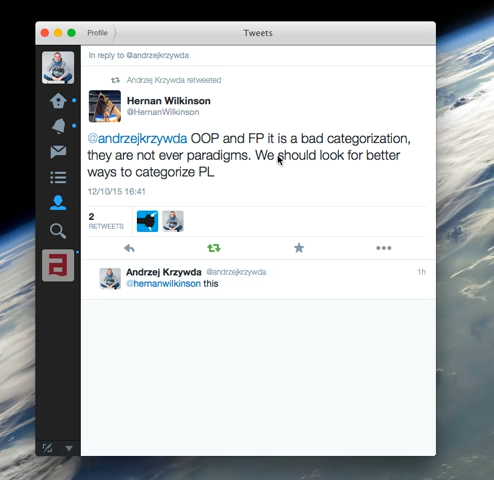 Profile
Tweets
In reply to @andrzejkrzywda
Andrzej Krzywda retweeted
Hernan Wilkinson
@HernanWilkinson
@andrzejkrzywda OOP and FP it is a bad categorization,
they are not ever paradigms. We should look for better
ways to categorize PL
12/10/15 16:41
2
RETWEETS
Andrzej Krzywda @andrzejkrzywda 1h
@hernanwilkinson this
a